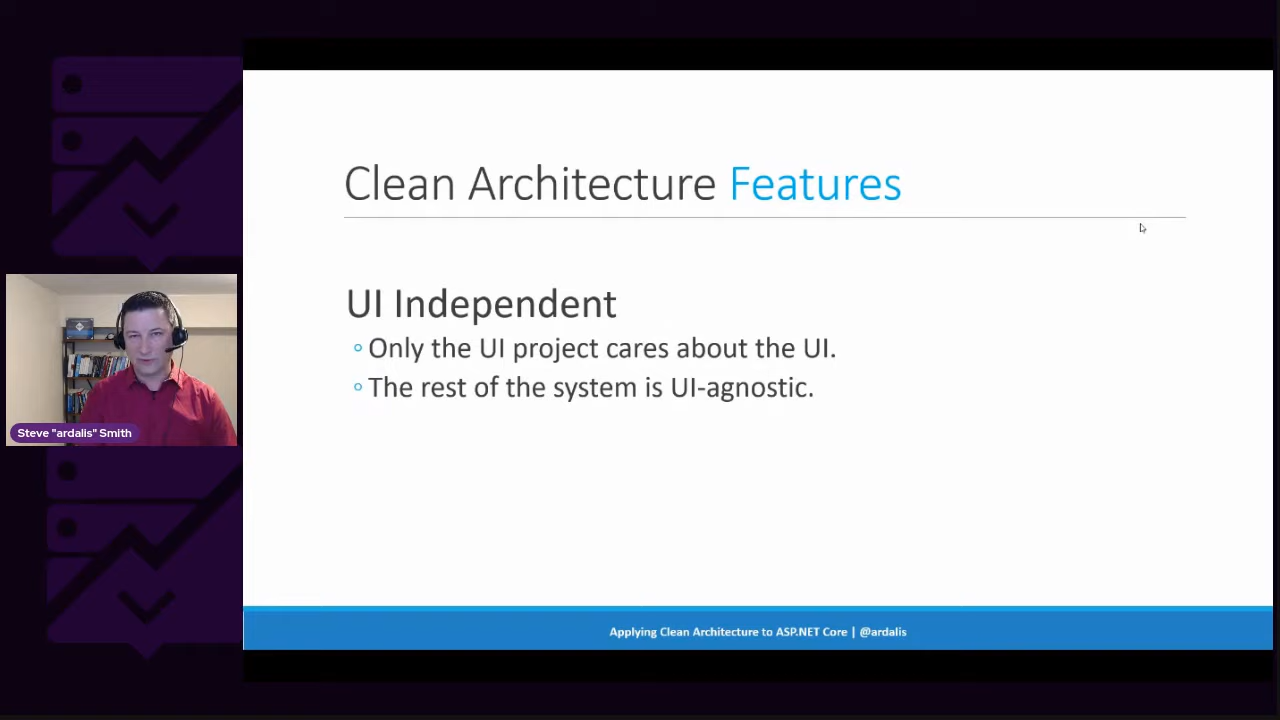 Clean Architecture Features
UI Independent
Only the UI project cares about the UI.
The rest of the system is UI-agnostic.
Steve "ardalis" Smith
Applying Clean Architecture to ASP.NET Core | @ardalis